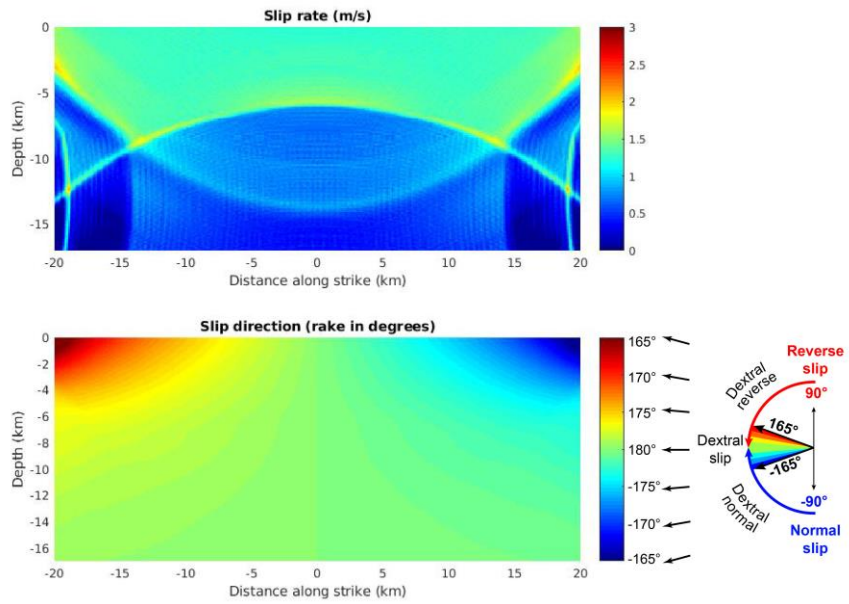 Slip rate (m/s)
0
-5
-10
-15
Depth (km)
-20 -15 -10 -5 0 5 10 15 20
Distance along strike (km)
3
2.5
2
1.5
1
0.5
0
Slip direction (rake in degrees)
0
-2
-4
-6
-8
-10
-12
-14
-16
Depth (km)
-20 -15 -10 -5 0 5 10 15 20
Distance along strike (km)
165°
170°
175°
180°
-175°
-170°
-165°
Reverse
slip
90°
Dextral
reverse
165°
Dextral
slip
-165°
Dextral
normal
-90°
Normal
slip